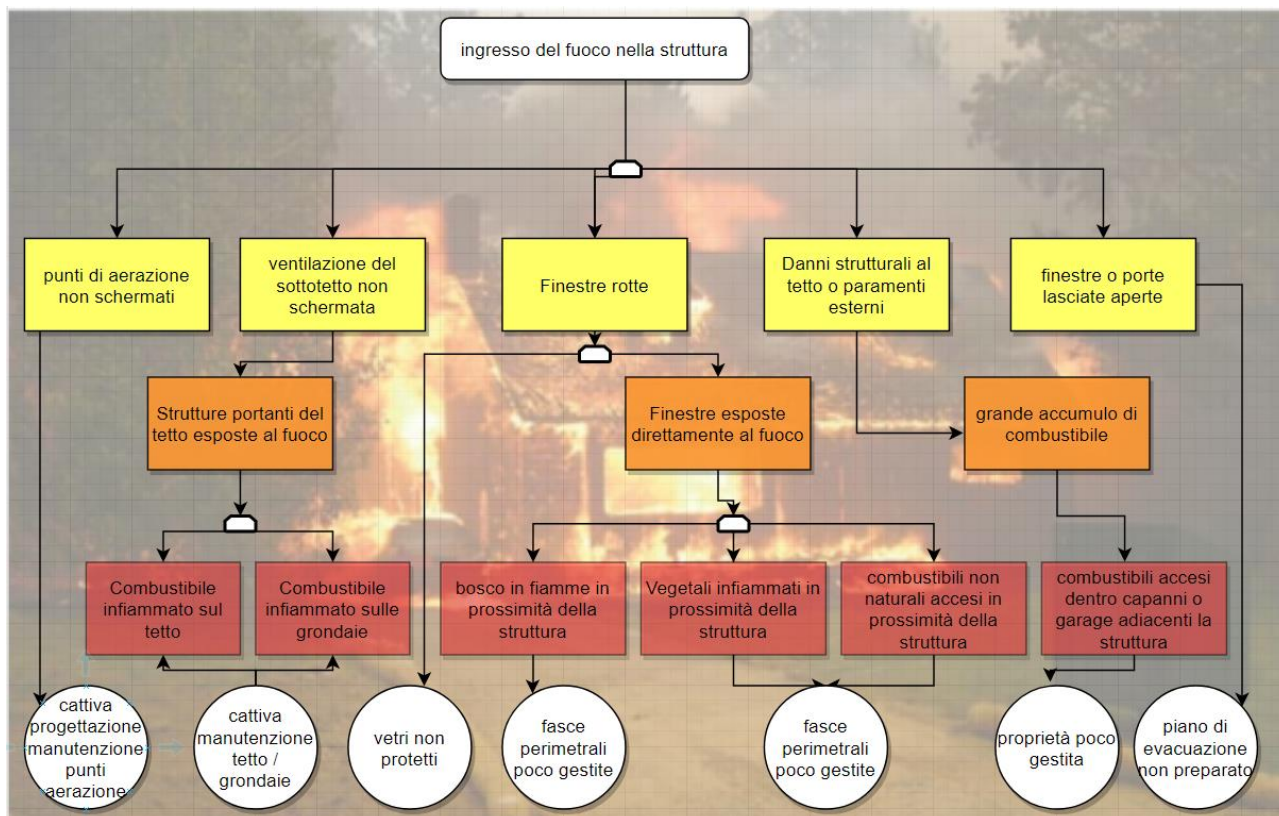 ingresso del fuoco nella struttura
punti di aerazione
non schermati
ventilazione del
sottotetto non
schermata
Finestre rotte
Danni strutturali al
tetto o paramenti
esterni
finestre o porte
lasciate aperte
Strutture portanti del
tetto esposte al fuoco
Finestre esposte
direttamente al fuoco
grande accumulo di
combustibile
Combustibile
infiammato sul
tetto
Combustibile
infiammato sulle
grondaie
bosco in fiamme in
prossimità della
struttura
Vegetali infiammati in
prossimità della
struttura
combustibili non
naturali accesi in
prossimità della
struttura
combustibili accesi
dentro capanni o
garage adiacenti la
struttura
cattiva
progettazione
manutenzione
punti
aerazione
cattiva
manutenzione
tetto /
grondaie
vetri non
protetti
fasce
perimetrali
poco gestite
fasce
perimetrali
poco gestite
proprietà poco
gestita
piano di
evacuazione
non preparato